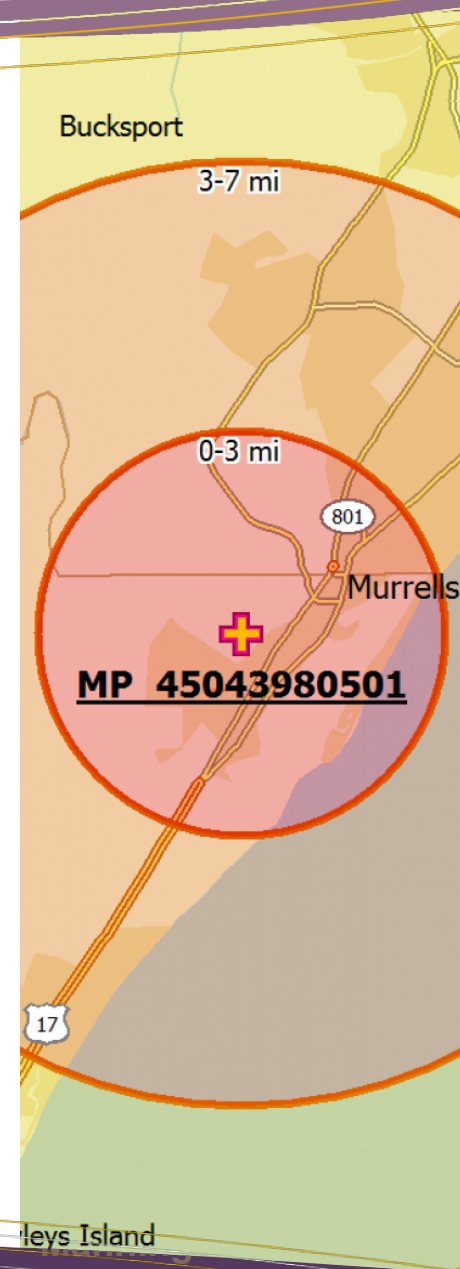 Bucksport
3-7 mi
0-3 mi
801
Murrells
MP 45043980501
17
leys Island